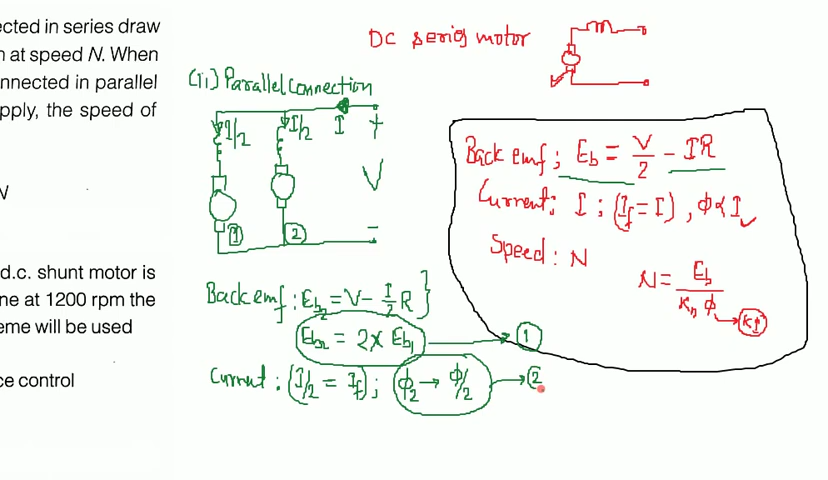 ected in series draw
n at speed N. When
nnected in parallel
pply, the speed of
N
d.c. shunt motor is
ne at 1200 rpm the
eme will be used
ce control
DC series motor
(ii) Parallel Connection
I/2 I/2 I +
V
-
1 2
Back emf ; Eb = V/2 - IR
Current: I ; (If = I) , φ ∝ I
Speed : N
N = Eb / Kn φ → KI
Back emf : Eb2 = V - I/2 R }
Eb2 = 2 x Eb1 → 1
Current : (I/2 = If) ; φ2 → φ/2 → 2